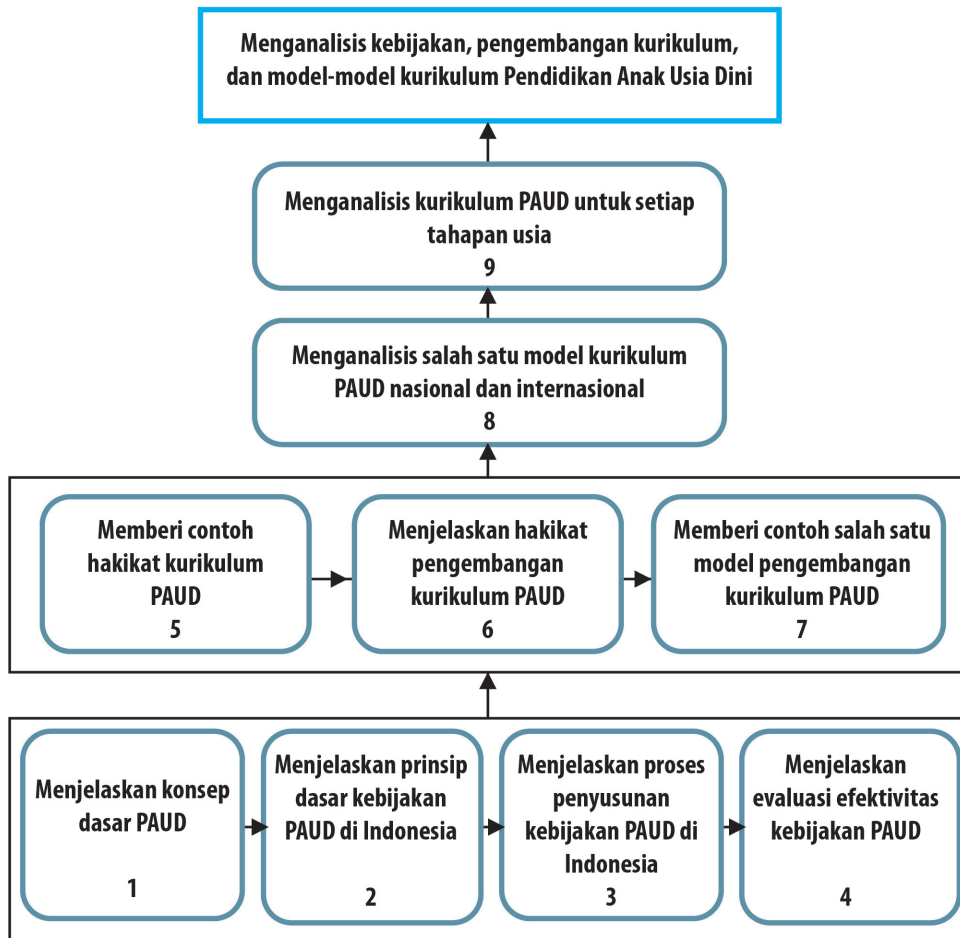 Menganalisis kebijakan, pengembangan kurikulum,
dan model-model kurikulum Pendidikan Anak Usia Dini
Menganalisis kurikulum PAUD untuk setiap
tahapan usia
9
Menganalisis salah satu model kurikulum
PAUD nasional dan internasional
8
Memberi contoh
hakikat kurikulum
PAUD
5
Menjelaskan hakikat
pengembangan
kurikulum PAUD
6
Memberi contoh salah satu
model pengembangan
kurikulum PAUD
7
Menjelaskan konsep
dasar PAUD
1
Menjelaskan prinsip
dasar kebijakan
PAUD di Indonesia
2
Menjelaskan proses
penyusunan
kebijakan PAUD di
Indonesia
3
Menjelaskan
evaluasi efektivitas
kebijakan PAUD
4